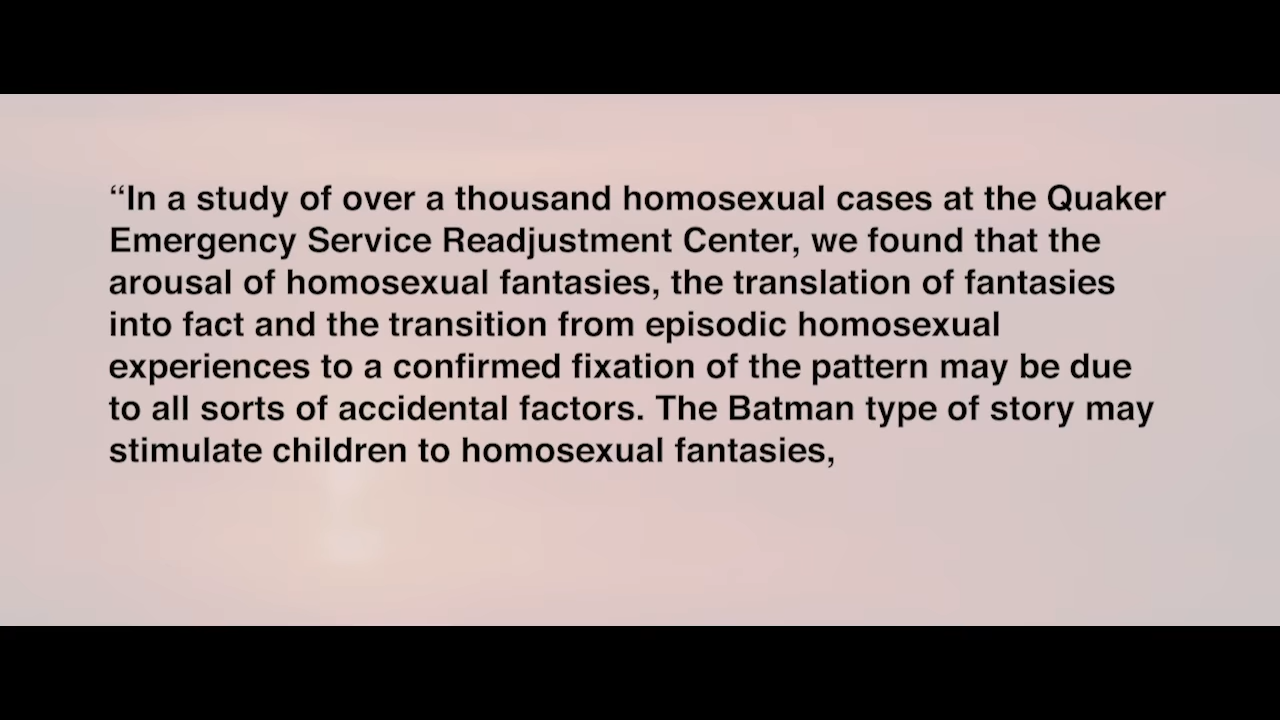 “In a study of over a thousand homosexual cases at the Quaker
Emergency Service Readjustment Center, we found that the
arousal of homosexual fantasies, the translation of fantasies
into fact and the transition from episodic homosexual
experiences to a confirmed fixation of the pattern may be due
to all sorts of accidental factors. The Batman type of story may
stimulate children to homosexual fantasies,